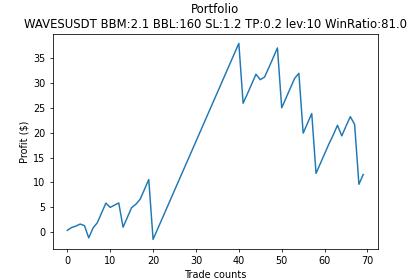 Portfolio
WAVESUSDT BBM:2.1 BBL:160 SL:1.2 TP:0.2 lev:10 WinRatio:81.0
Profit ($)
35
30
25
20
15
10
5
0
0 10 20 30 40 50 60 70
Trade counts